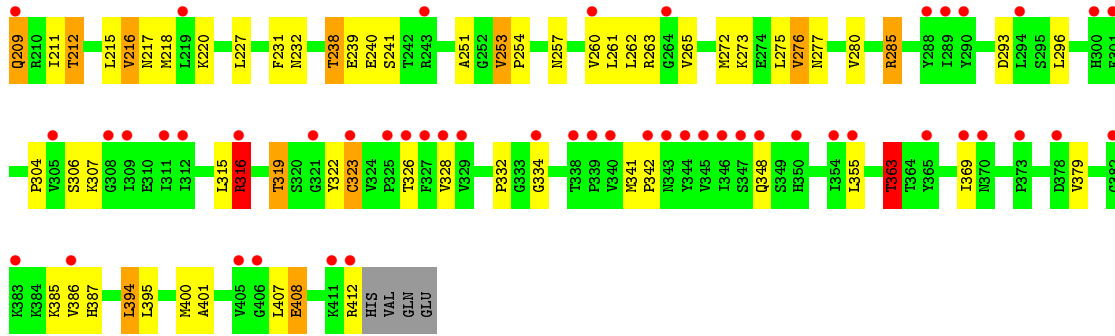 Q209 R210 I211 T212 L215 V216 N217 M218 L219 K220 L227 F231 N232 T238 E239 E240 S241 T242 R243 A251 G252 V253 P254 N257 V260 L261 L262 R263 G264 V265 M272 K273 E274 L275 V276 N277 V280 R285 Y288 I289 Y290 D293 L294 S295 L296 H300
P304 V305 S306 K307 G308 I309 E310 I311 I312 L315 R316 T319 S320 G321 Y322 C323 V324 P325 T326 F327 V328 V329 P332 G333 G334 T338 P339 V340 M341 P342 N343 Y344 V345 I346 S347 Q348 S349 H350 I354 L355 T363 T364 Y365 I369 N370 P373 D378 V379
K383 K384 K385 V386 H387 L394 L395 M400 A401 V405 G406 L407 E408 K411 R412 HIS VAL GLN GLU